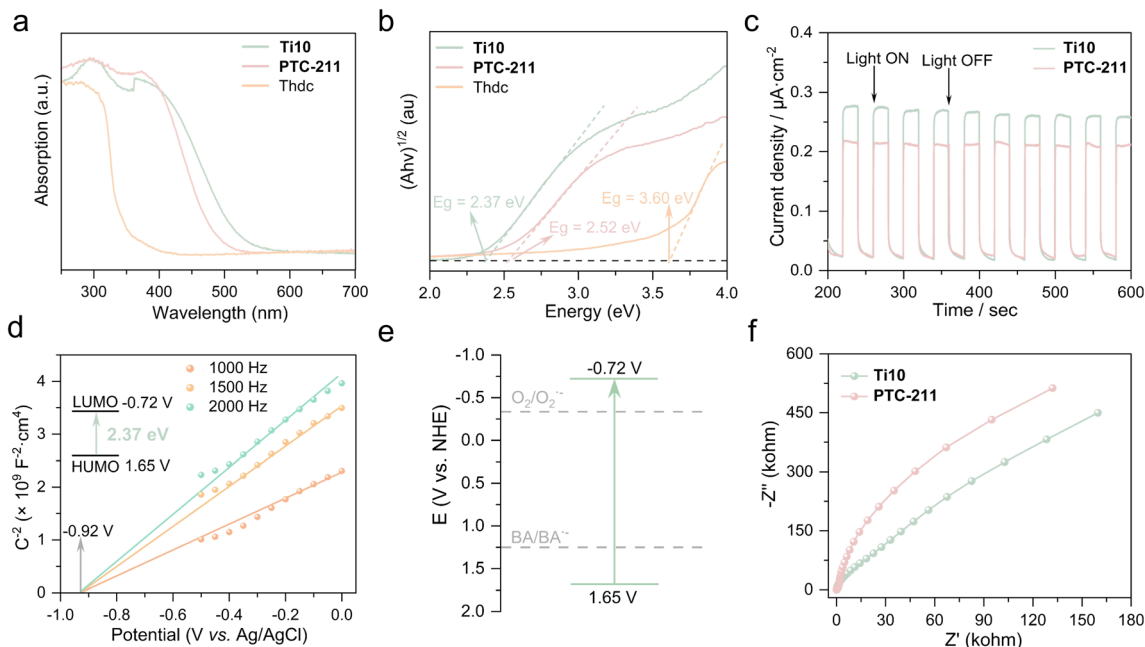 a
Ti10
PTC-211
Thdc
Absorption (a.u.)
300
400
500
600
700
Wavelength (nm)
b
Ti10
PTC-211
Thdc
(Ahv)^1/2 (au)
Eg = 2.37 eV
Eg = 3.60 eV
Eg = 2.52 eV
2.0
2.5
3.0
3.5
4.0
Energy (eV)
c
Ti10
PTC-211
Light ON
Light OFF
Current density / µA·cm⁻²
0.4
0.3
0.2
0.1
0.0
200
300
400
500
600
Time / sec
d
1000 Hz
1500 Hz
2000 Hz
LUMO -0.72 V
2.37 eV
HUMO 1.65 V
-0.92 V
C⁻² (× 10⁹ F⁻²·cm⁴)
4
3
2
1
0
-1.0
-0.8
-0.6
-0.4
-0.2
0.0
Potential (V vs. Ag/AgCl)
e
E (V vs. NHE)
-1.0
-0.5
0.0
0.5
1.0
1.5
2.0
-0.72 V
O₂/O₂·⁻
BA/BA·⁻
1.65 V
f
Ti10
PTC-211
-Z'' (kohm)
600
450
300
150
0
0
30
60
90
120
150
180
Z' (kohm)